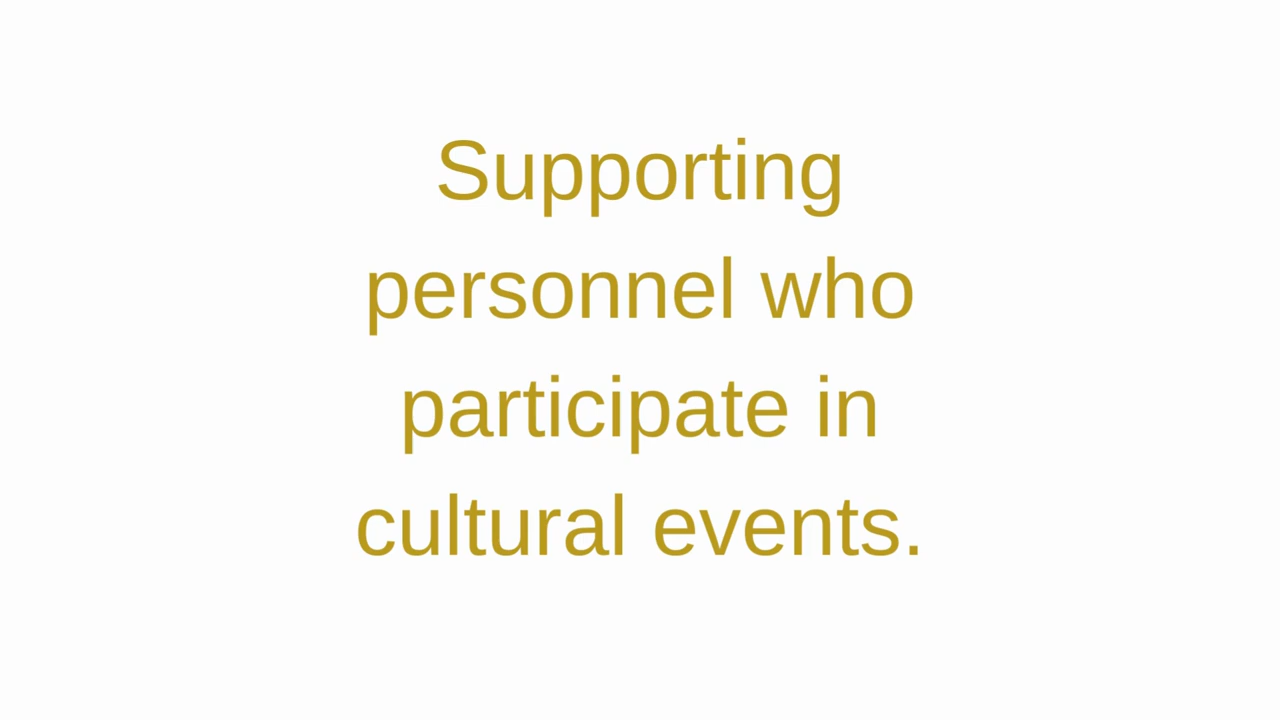 Supporting
personnel who
participate in
cultural events.